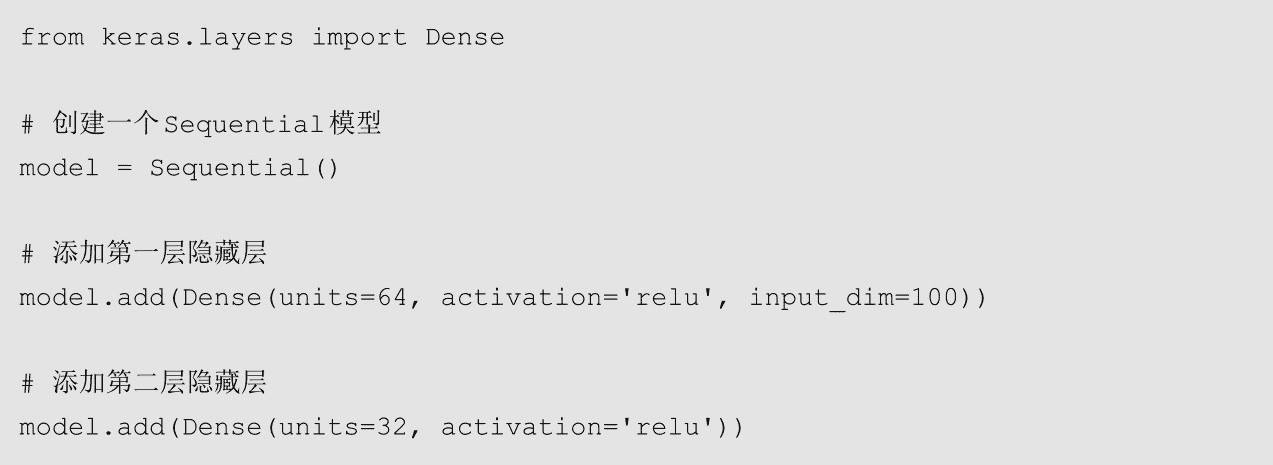 from keras.layers import Dense
# 创建一个Sequential模型
model = Sequential()
# 添加第一层隐藏层
model.add(Dense(units=64, activation='relu', input_dim=100))
# 添加第二层隐藏层
model.add(Dense(units=32, activation='relu'))